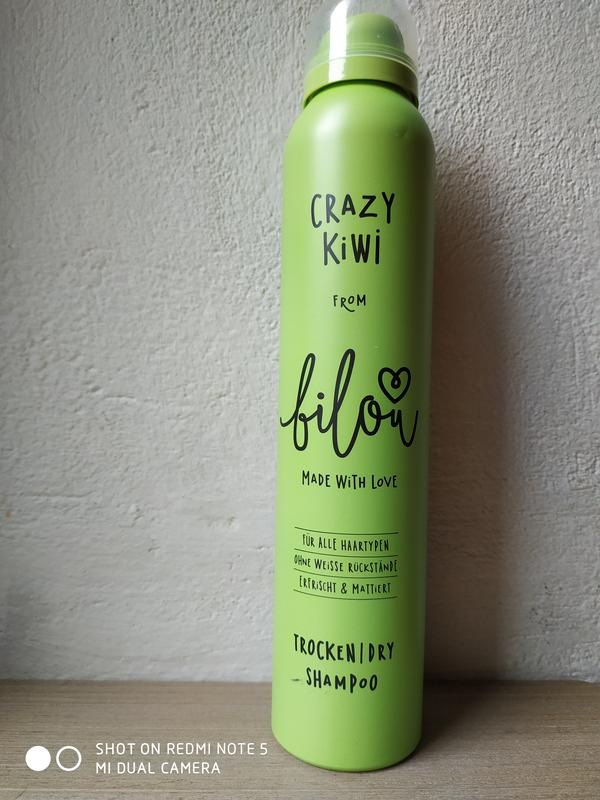 CRAZY
KiWi
FROM
bilou
MADE WiTH LOVE
FÜR ALLE HAARTYPEN
OHNE WEISSE RÜCKSTÄNDE
ERFRISCHT & MATTIERT
TROCKEN|DRY
SHAMPOO
SHOT ON REDMI NOTE 5
MI DUAL CAMERA